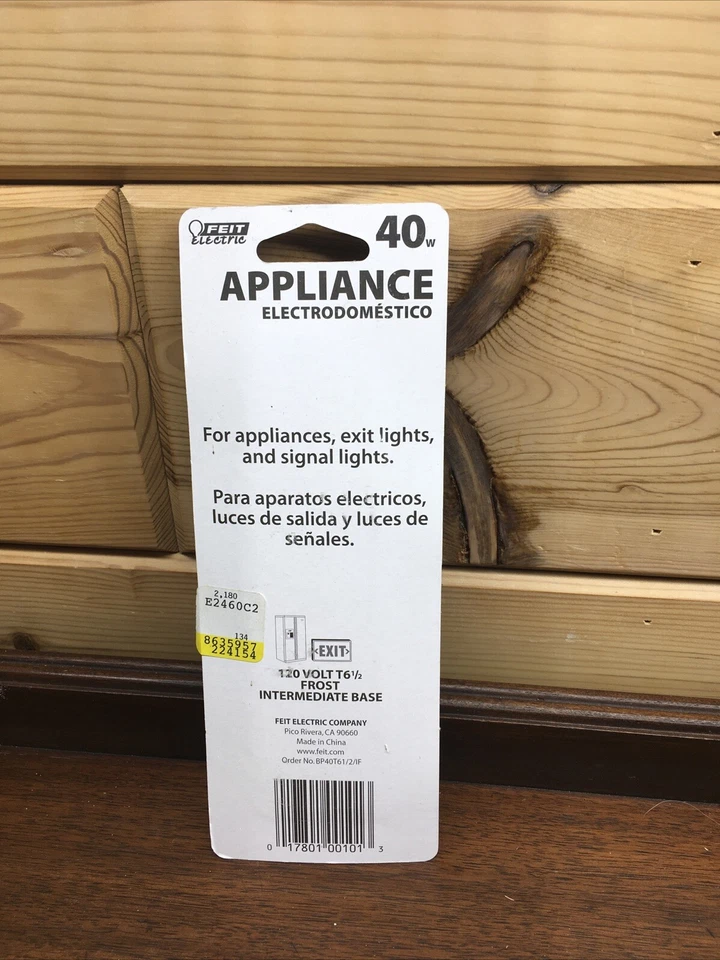 FEIT
ELECTRIC
40W
APPLIANCE
ELECTRODOMÉSTICO
For appliances, exit lights,
and signal lights.
Para aparatos electricos,
luces de salida y luces de
señales.
2.180
E2460C2
134
8635957
224154
EXIT
120 VOLT T6½
FROST
INTERMEDIATE BASE
FEIT ELECTRIC COMPANY
Pico Rivera, CA 90660
Made in China
www.feit.com
Order No. BP40T61/2/IF
0 17801 00101 3